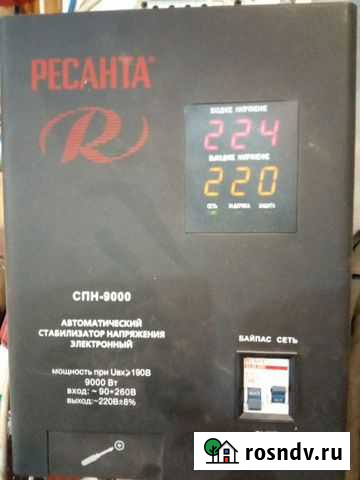 РЕСАНТА®
R
ВХОДНОЕ НАПРЯЖЕНИЕ
224
ВЫХОДНОЕ НАПРЯЖЕНИЕ
220
СЕТЬ ЗАДЕРЖКА ЗАЩИТА
СПН-9000
АВТОМАТИЧЕСКИЙ
СТАБИЛИЗАТОР НАПРЯЖЕНИЯ
ЭЛЕКТРОННЫЙ
мощность при Uвх≥190В
9000 Вт
вход: ~ 90÷260В
выход:~220В±8%
БАЙПАС СЕТЬ
rosndv.ru